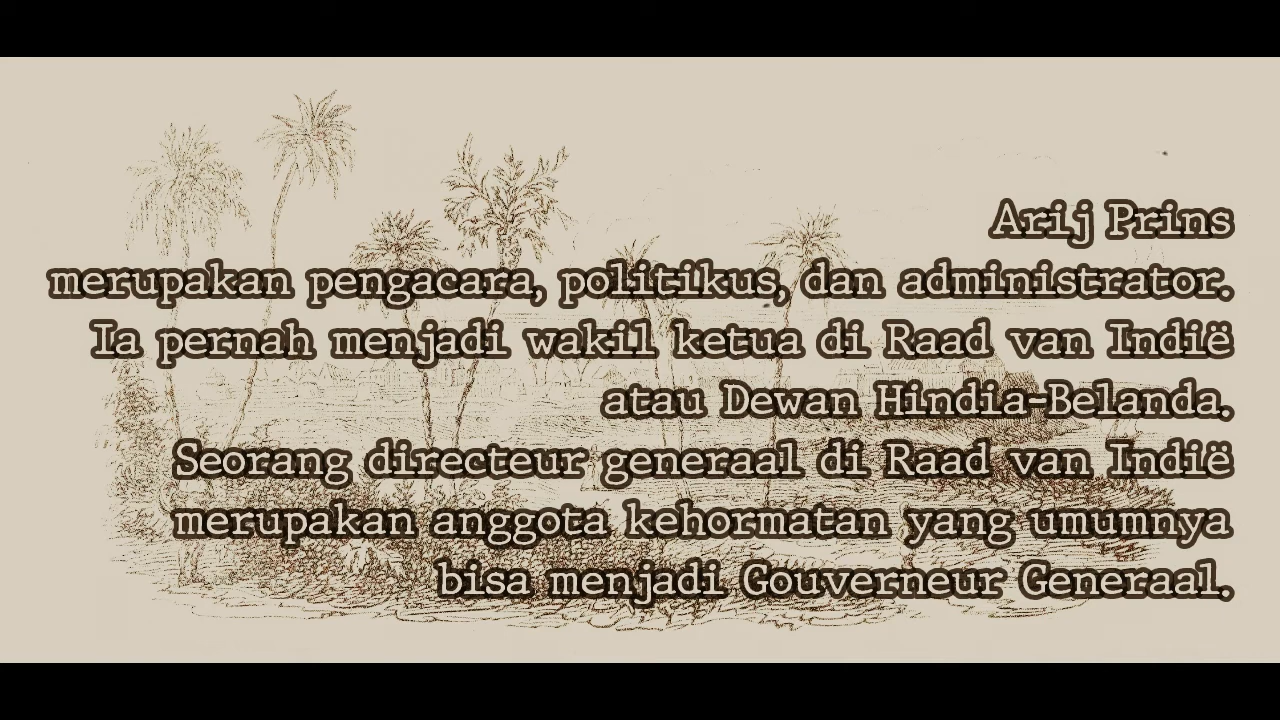 Arij Prins
merupakan pengacara, politikus, dan administrator.
Ia pernah menjadi wakil ketua di Raad van Indië
atau Dewan Hindia-Belanda.
Seorang directeur generaal di Raad van Indië
merupakan anggota kehormatan yang umumnya
bisa menjadi Gouverneur Generaal.